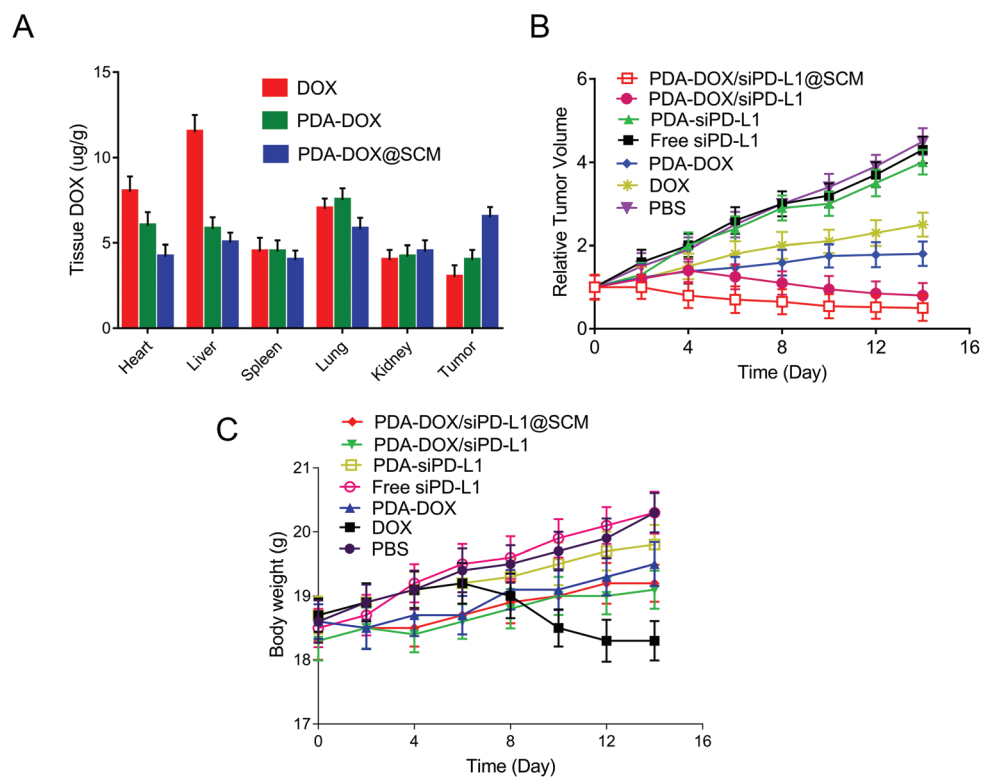 A
Tissue DOX (ug/g)
15
10
5
0
DOX
PDA-DOX
PDA-DOX@SCM
Heart
Liver
Spleen
Lung
Kidney
Tumor
B
Relative Tumor Volume
6
4
2
0
PDA-DOX/siPD-L1@SCM
PDA-DOX/siPD-L1
PDA-siPD-L1
Free siPD-L1
PDA-DOX
DOX
PBS
0 4 8 12 16
Time (Day)
C
PDA-DOX/siPD-L1@SCM
PDA-DOX/siPD-L1
PDA-siPD-L1
Free siPD-L1
PDA-DOX
DOX
PBS
Body weight (g)
21
20
19
18
17
0 4 8 12 16
Time (Day)